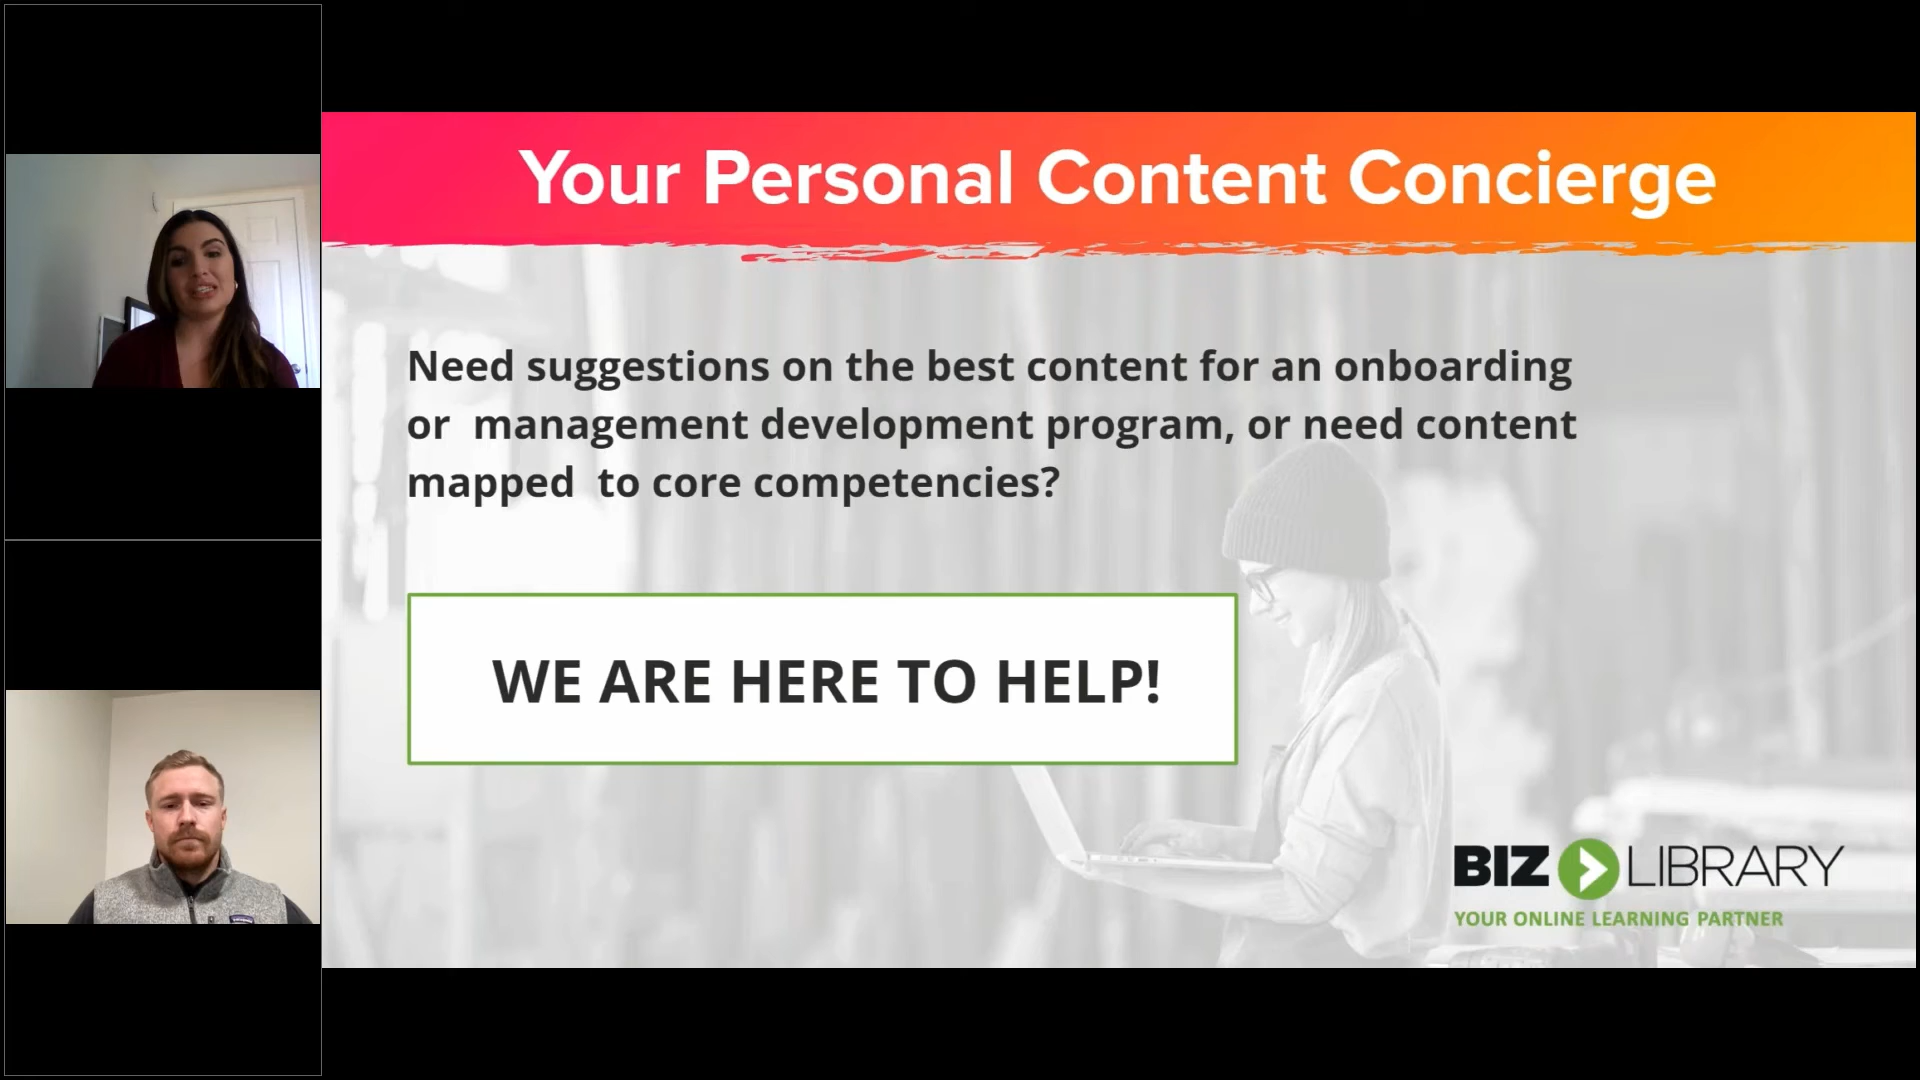 Your Personal Content Concierge
Need suggestions on the best content for an onboarding
or management development program, or need content
mapped to core competencies?
WE ARE HERE TO HELP!
BIZ LIBRARY
YOUR ONLINE LEARNING PARTNER